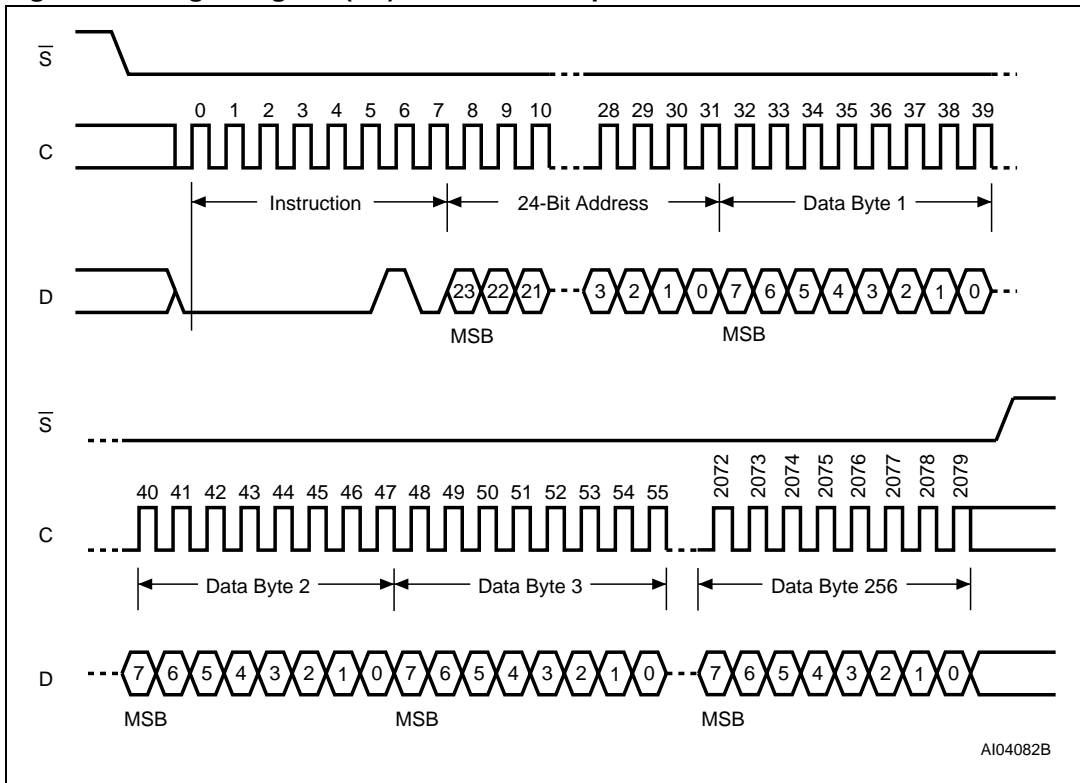 S
0 1 2 3 4 5 6 7 8 9 10 28 29 30 31 32 33 34 35 36 37 38 39
C
Instruction 24-Bit Address Data Byte 1
D 23 22 21 3 2 1 0 7 6 5 4 3 2 1 0
MSB MSB
S
2072 2073 2074 2075 2076 2077 2078 2079
40 41 42 43 44 45 46 47 48 49 50 51 52 53 54 55
C
Data Byte 2 Data Byte 3 Data Byte 256
D 7 6 5 4 3 2 1 0 7 6 5 4 3 2 1 0 7 6 5 4 3 2 1 0
MSB MSB MSB
AI04082B